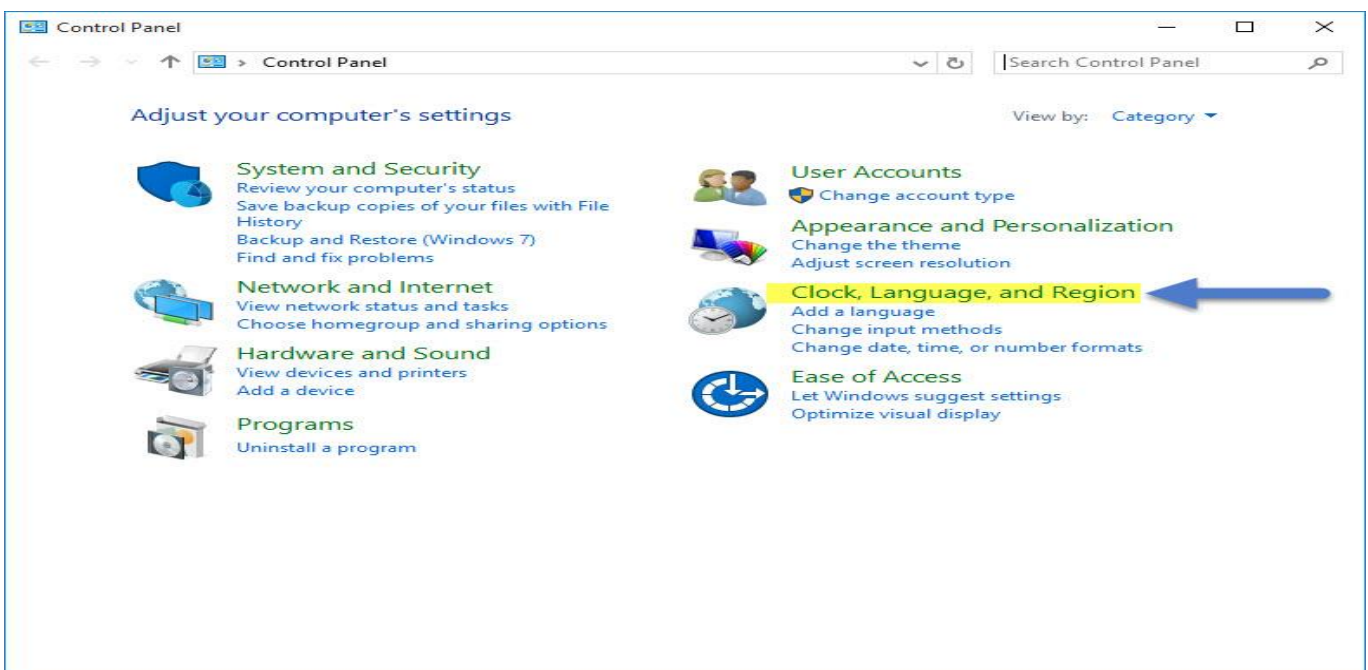 Control Panel
Control Panel
Search Control Panel
Adjust your computer's settings
View by: Category
System and Security
Review your computer's status
Save backup copies of your files with File
History
Backup and Restore (Windows 7)
Find and fix problems
Network and Internet
View network status and tasks
Choose homegroup and sharing options
Hardware and Sound
View devices and printers
Add a device
Programs
Uninstall a program
User Accounts
Change account type
Appearance and Personalization
Change the theme
Adjust screen resolution
Clock, Language, and Region
Add a language
Change input methods
Change date, time, or number formats
Ease of Access
Let Windows suggest settings
Optimize visual display